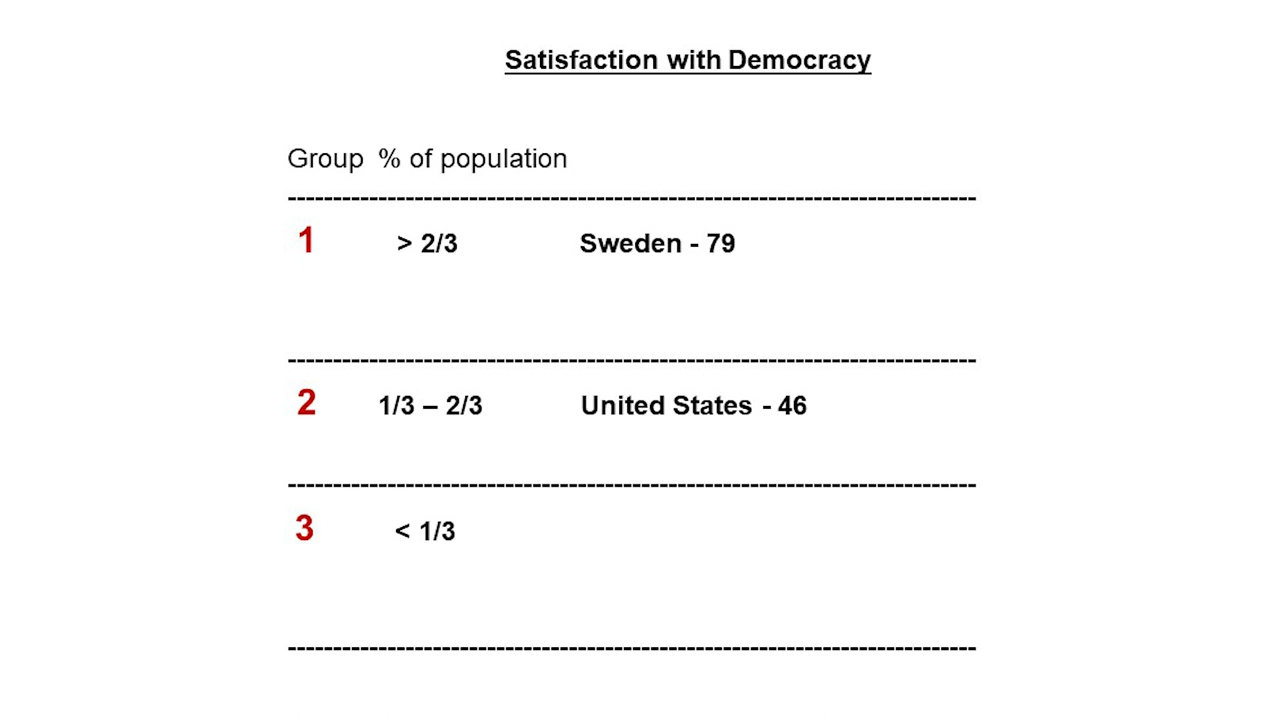 Satisfaction with Democracy
Group % of population
----------------------------------------------------------------------------
1 > 2/3 Sweden - 79
----------------------------------------------------------------------------
2 1/3 – 2/3 United States - 46
----------------------------------------------------------------------------
3 < 1/3
----------------------------------------------------------------------------